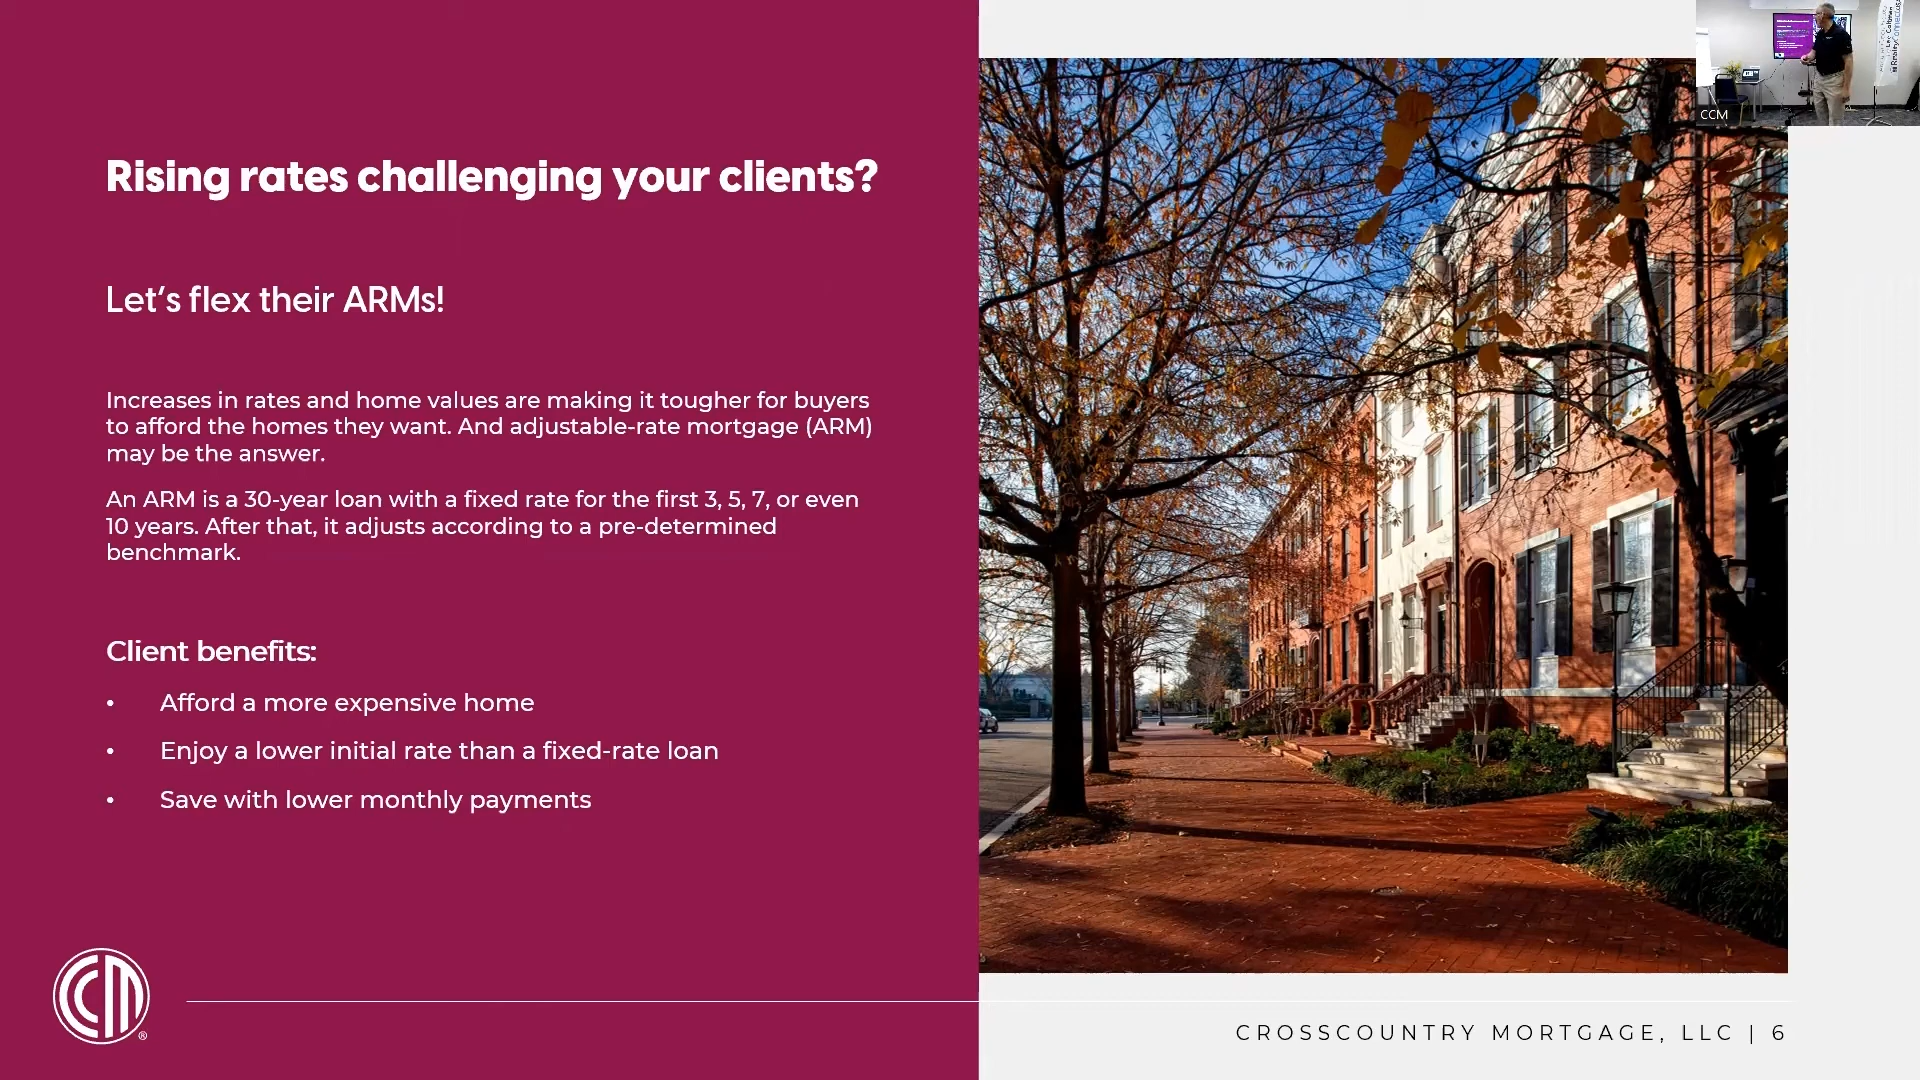 Rising rates challenging your clients?
Let's flex their ARMs!
Increases in rates and home values are making it tougher for buyers
to afford the homes they want. And adjustable-rate mortgage (ARM)
may be the answer.
An ARM is a 30-year loan with a fixed rate for the first 3, 5, 7, or even
10 years. After that, it adjusts according to a pre-determined
benchmark.
Client benefits:
• Afford a more expensive home
• Enjoy a lower initial rate than a fixed-rate loan
• Save with lower monthly payments
CCM
CCM®
CROSSCOUNTRY MORTGAGE, LLC | 6